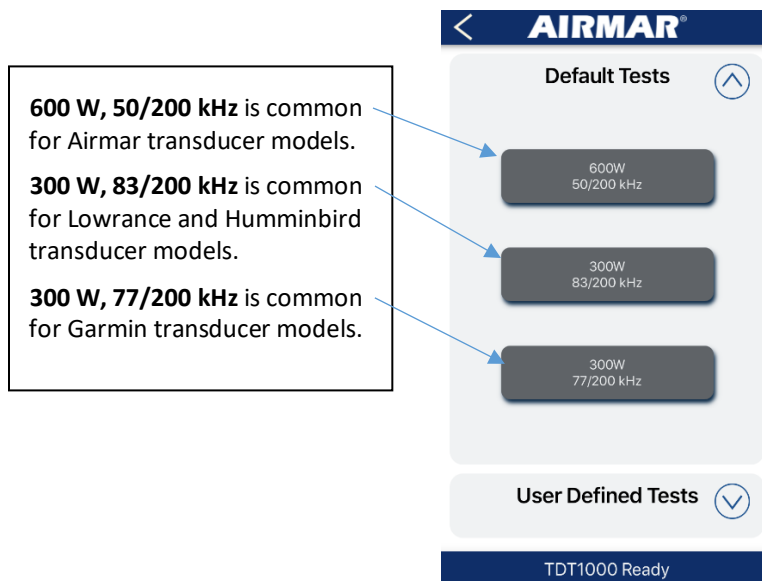 AIRMAR®
Default Tests
600 W, 50/200 kHz is common
for Airmar transducer models.
300 W, 83/200 kHz is common
for Lowrance and Humminbird
transducer models.
300 W, 77/200 kHz is common
for Garmin transducer models.
600W
50/200 kHz
300W
83/200 kHz
300W
77/200 kHz
User Defined Tests
TDT1000 Ready